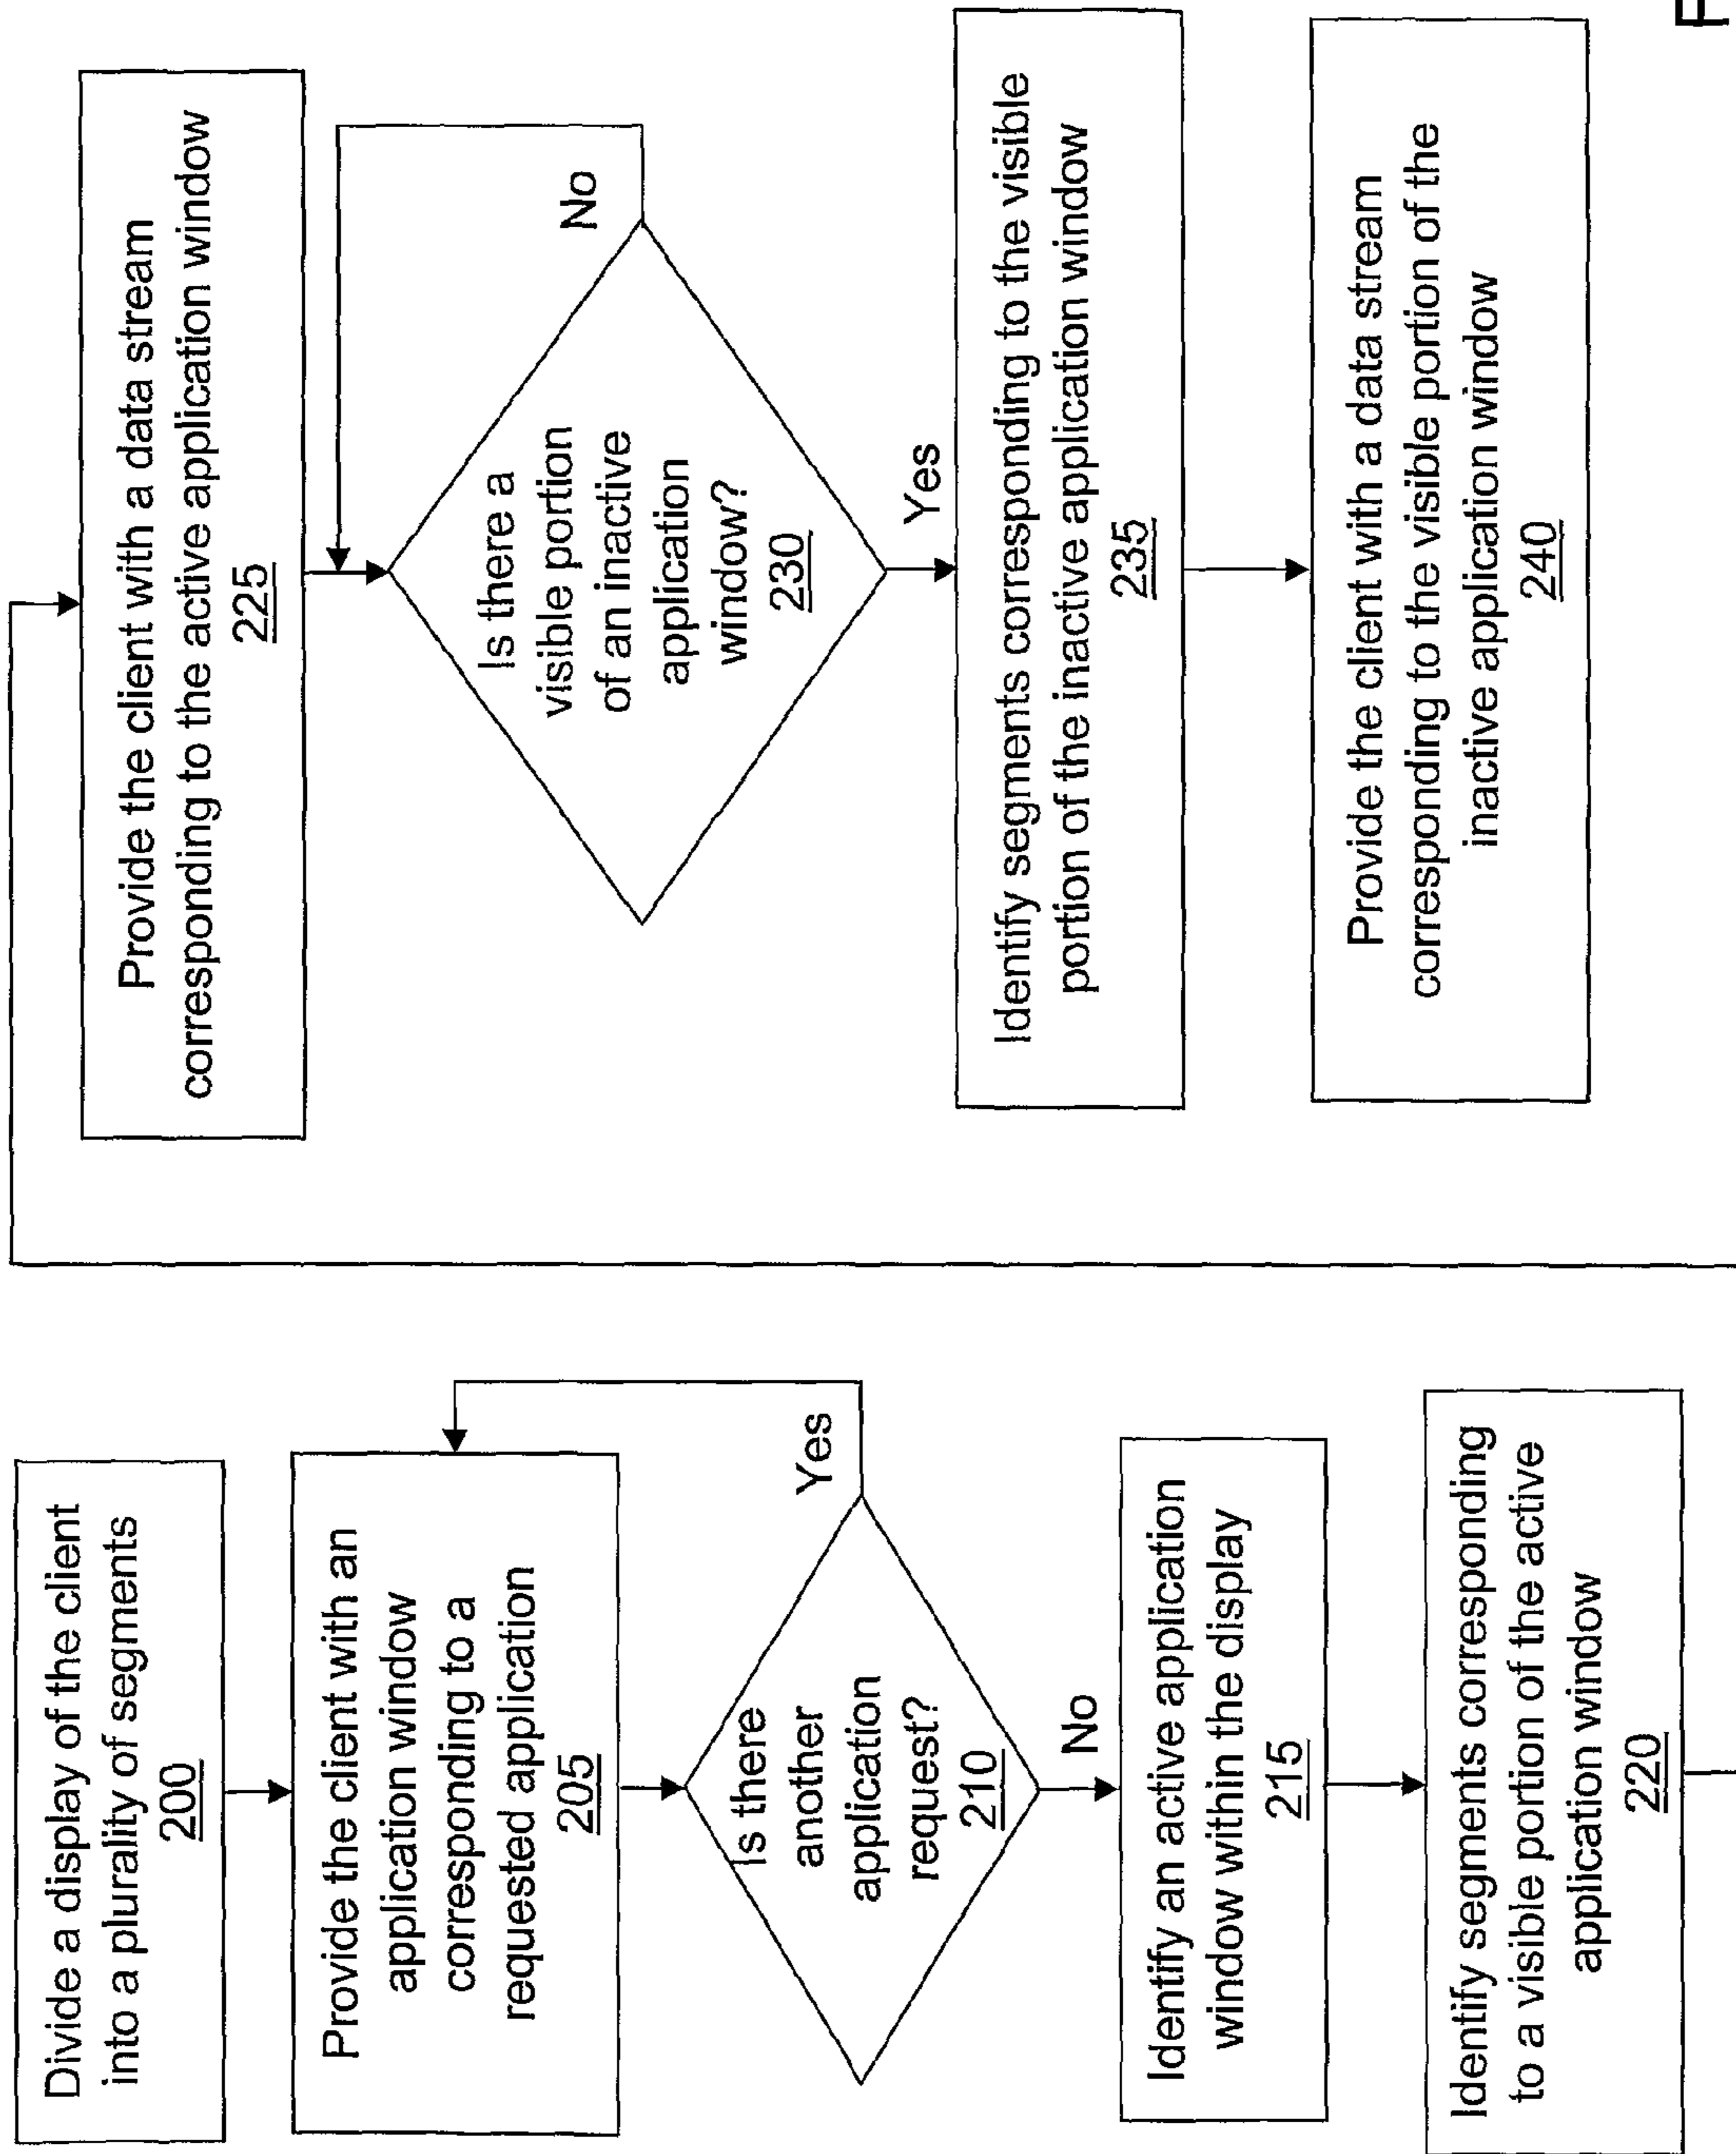 Divide a display of the client
into a plurality of segments
200
Provide the client with an
application window
corresponding to a
requested application
205
Is there
another
application
request?
210
Yes
No
Identify an active application
window within the display
215
Identify segments corresponding
to a visible portion of the active
application window
220
Provide the client with a data stream
corresponding to the active application window
225
Is there a
visible portion
of an inactive
application
window?
230
No
Yes
Identify segments corresponding to the visible
portion of the inactive application window
235
Provide the client with a data stream
corresponding to the visible portion of the
inactive application window
240